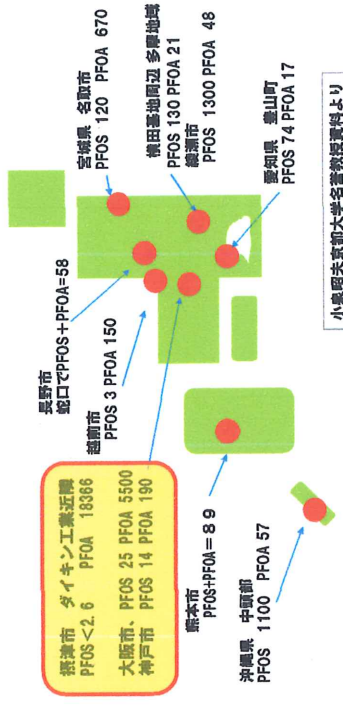 宮城県 名取市
PFOS 120 PFOA 670
長野市
蛇口でPFOS+PFOA=58
横田基地周辺 多摩地域
PFOS 130 PFOA 21
綾瀬市
PFOS 1300 PFOA 48
越前市
PFOS 3 PFOA 150
愛知県 豊山町
PFOS 74 PFOA 17
摂津市 ダイキン工業近隣
PFOS<2.6 PFOA 18366
大阪市、PFOS 25 PFOA 5500
神戸市 PFOS 14 PFOA 190
熊本市
PFOS+PFOA=89
沖縄県 中頭郡
PFOS 1100 PFOA 57
小泉昭夫京都大学名誉教授資料より